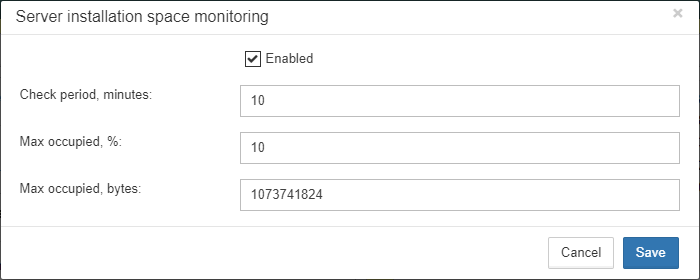 Server installation space monitoring
×
Enabled
Check period, minutes:
10
Max occupied, %:
10
Max occupied, bytes:
1073741824
Cancel
Save